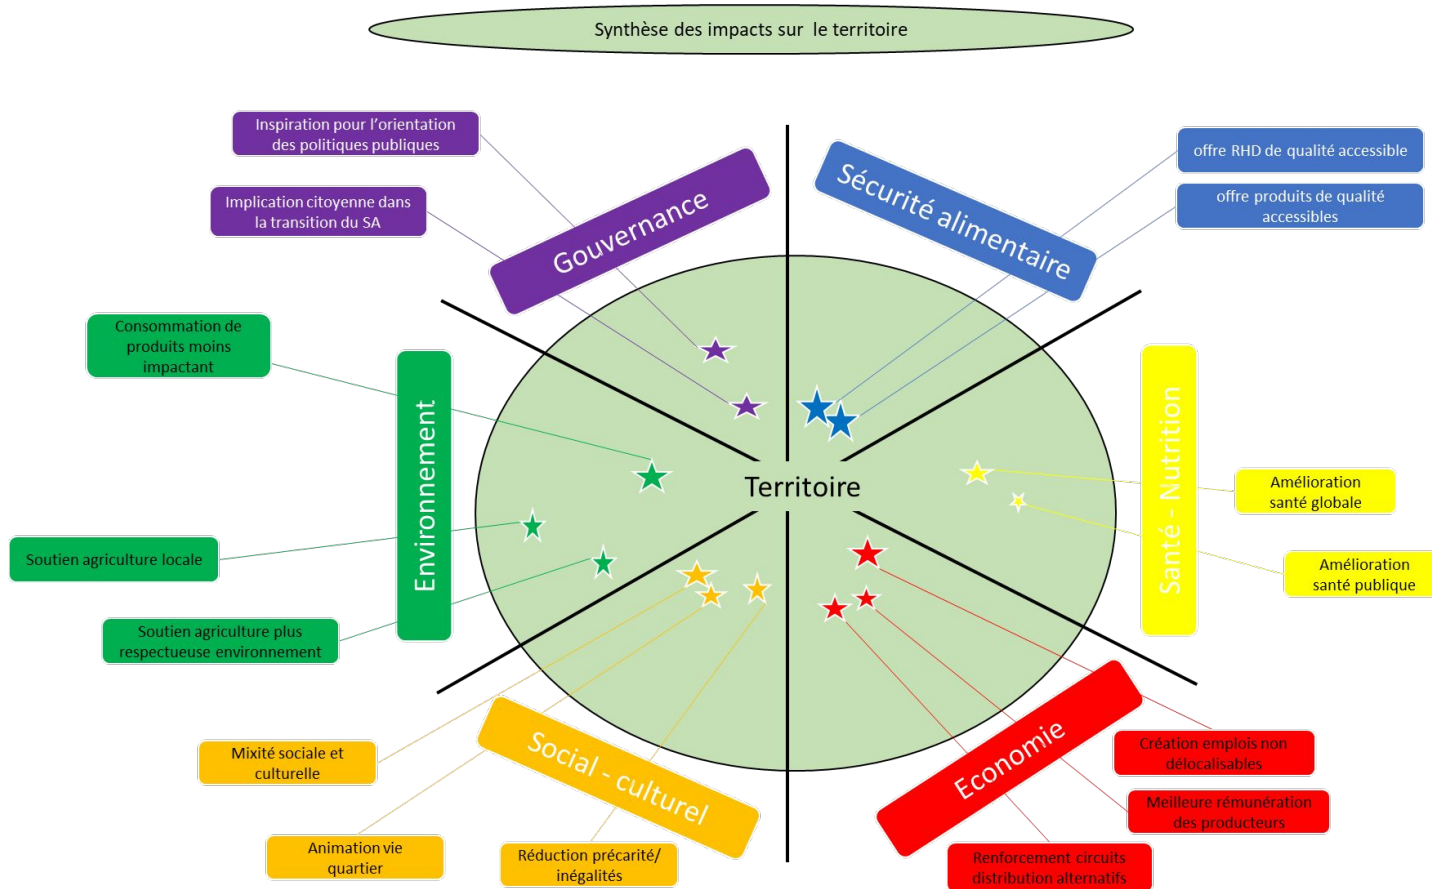 Synthèse des impacts sur le territoire
Inspiration pour l'orientation
des politiques publiques
Implication citoyenne dans
la transition du SA
Gouvernance
Sécurité alimentaire
offre RHD de qualité accessible
offre produits de qualité
accessibles
Consommation de
produits moins
impactant
Environnement
Soutien agriculture locale
Soutien agriculture plus
respectueuse environnement
Territoire
Santé - Nutrition
Amélioration
santé globale
Amélioration
santé publique
Mixité sociale et
culturelle
Social - culturel
Animation vie
quartier
Réduction précarité/
inégalités
Economie
Création emplois non
délocalisables
Meilleure rémunération
des producteurs
Renforcement circuits
distribution alternatifs